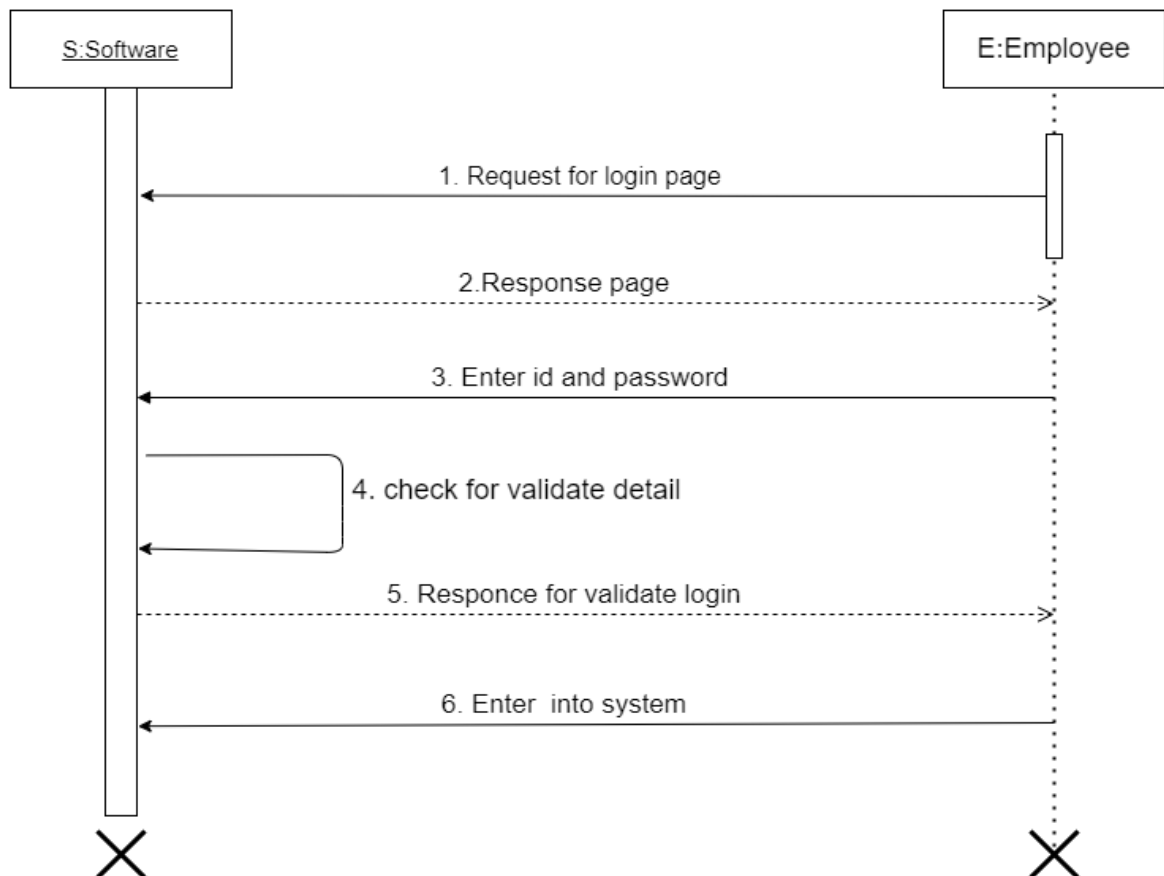 S:Software
E:Employee
1. Request for login page
2.Response page
3. Enter id and password
4. check for validate detail
5. Responce for validate login
6. Enter  into system